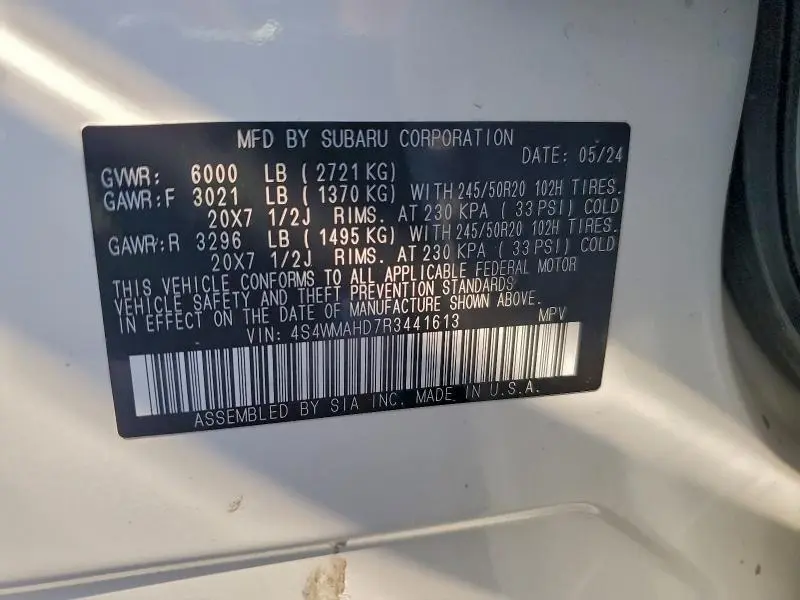 MFD BY SUBARU CORPORATION
DATE: 05/24
GVWR: 6000 LB ( 2721 KG)
GAWR:F 3021 LB ( 1370 KG) WITH 245/50R20 102H TIRES.
20X7 1/2J RIMS. AT 230 KPA ( 33 PSI) COLD
GAWR:R 3296 LB ( 1495 KG) WITH 245/50R20 102H TIRES.
20X7 1/2J RIMS. AT 230 KPA ( 33 PSI) COLD
THIS VEHICLE CONFORMS TO ALL APPLICABLE FEDERAL MOTOR
VEHICLE SAFETY AND THEFT PREVENTION STANDARDS
IN EFFECT ON THE DATE OF MANUFACTURE SHOWN ABOVE.
VIN: 4S4WMAHD7R3441613 MPV
ASSEMBLED BY SIA INC. MADE IN U.S.A.